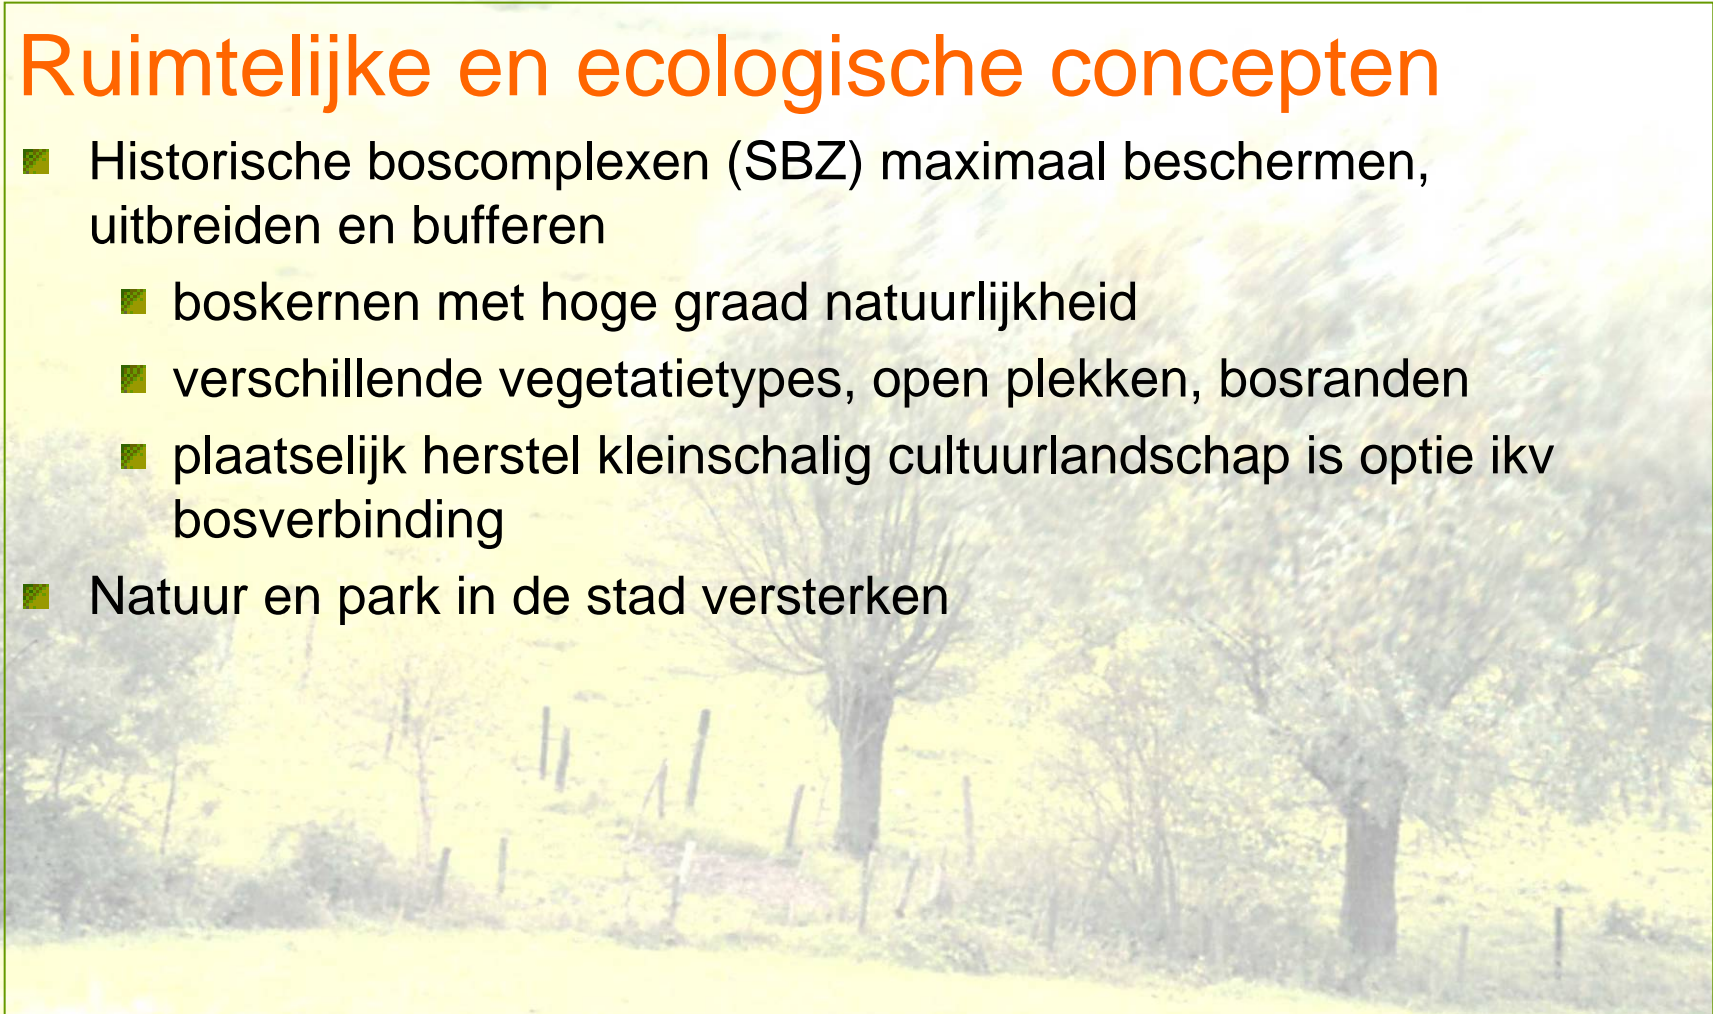 Ruimtelijke en ecologische concepten
Historische boscomplexen (SBZ) maximaal beschermen,
uitbreiden en bufferen
boskernen met hoge graad natuurlijkheid
verschillende vegetatietypes, open plekken, bosranden
plaatselijk herstel kleinschalig cultuurlandschap is optie ikv
bosverbinding
Natuur en park in de stad versterken